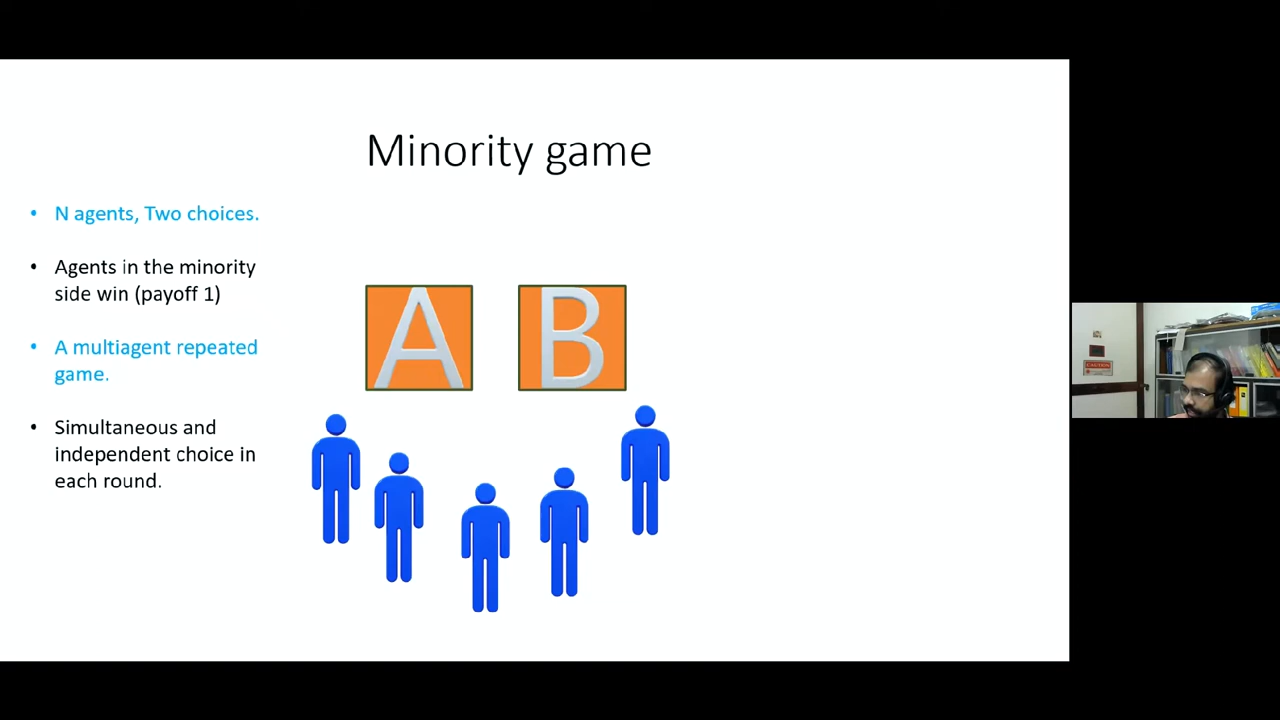 Minority game
• N agents, Two choices.
• Agents in the minority
side win (payoff 1)
• A multiagent repeated
game.
• Simultaneous and
independent choice in
each round.
A B
CAUTION